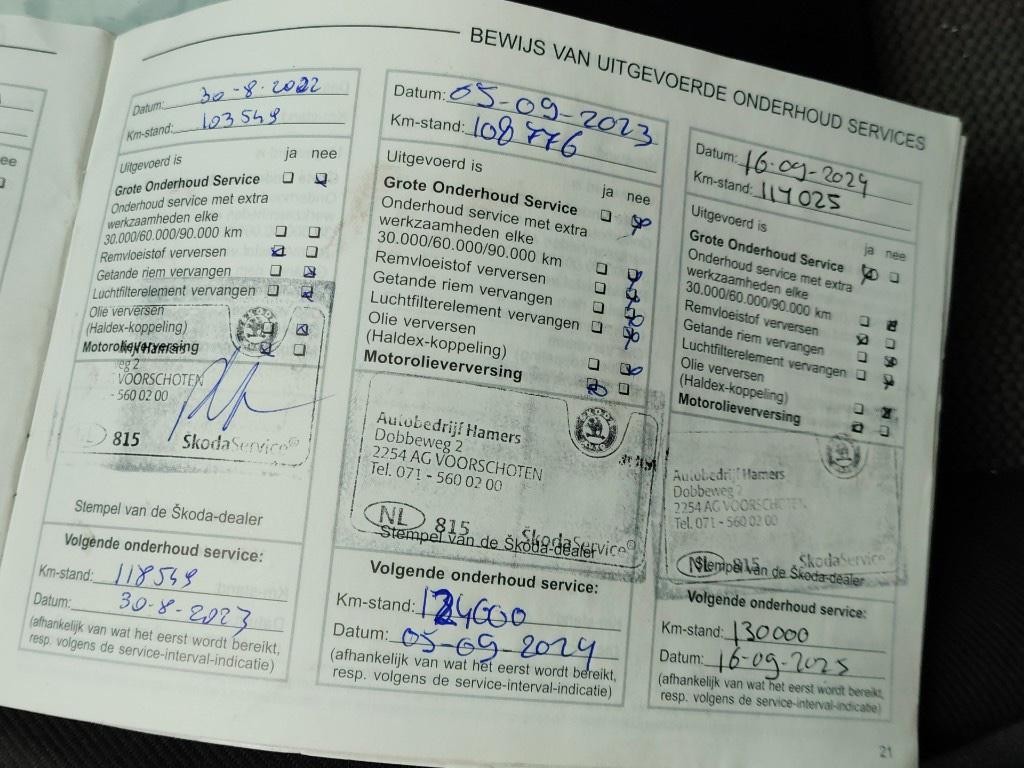 BEWIJS VAN UITGEVOERDE ONDERHOUD SERVICES
Datum: 30-8-2022
Km-stand: 103549
Uitgevoerd is
ja nee
Grote Onderhoud Service
Onderhoud service met extra
werkzaamheden elke
30.000/60.000/90.000 km
Remvloeistof verversen
Getande riem vervangen
Luchtfilterelement vervangen
Olie verversen
(Haldex-koppeling)
Motorolieverversing
Hamers
weg 2
VOORSCHOTEN
- 560 02 00
815 ŠkodaService
Stempel van de Škoda-dealer
Volgende onderhoud service:
Km-stand: 118549
Datum: 30-8-2023
(afhankelijk van wat het eerst wordt bereikt,
resp. volgens de service-interval-indicatie)
Datum: 05-09-2023
Km-stand: 108776
Uitgevoerd is
ja nee
Grote Onderhoud Service
Onderhoud service met extra
werkzaamheden elke
30.000/60.000/90.000 km
Remvloeistof verversen
Getande riem vervangen
Luchtfilterelement vervangen
Olie verversen
(Haldex-koppeling)
Motorolieverversing
Autobedrijf Hamers
Dobbeweg 2
2254 AG VOORSCHOTEN
Tel. 071 - 560 02 00
NL 815 ŠkodaService
Stempel van de Škoda-dealer
Volgende onderhoud service:
Km-stand: 124000
Datum: 05-09-2024
(afhankelijk van wat het eerst wordt bereikt,
resp. volgens de service-interval-indicatie)
Datum: 16-09-2024
Km-stand: 114025
Uitgevoerd is
ja nee
Grote Onderhoud Service
Onderhoud service met extra
werkzaamheden elke
30.000/60.000/90.000 km
Remvloeistof verversen
Getande riem vervangen
Luchtfilterelement vervangen
Olie verversen
(Haldex-koppeling)
Motorolieverversing
Autobedrijf Hamers
Dobbeweg 2
2254 AG VOORSCHOTEN
Tel. 071 - 560 02 00
NL 815 ŠkodaService
Stempel van de Škoda-dealer
Volgende onderhoud service:
Km-stand: 130000
Datum: 16-09-2025
(afhankelijk van wat het eerst wordt bereikt,
resp. volgens de service-interval-indicatie)
21